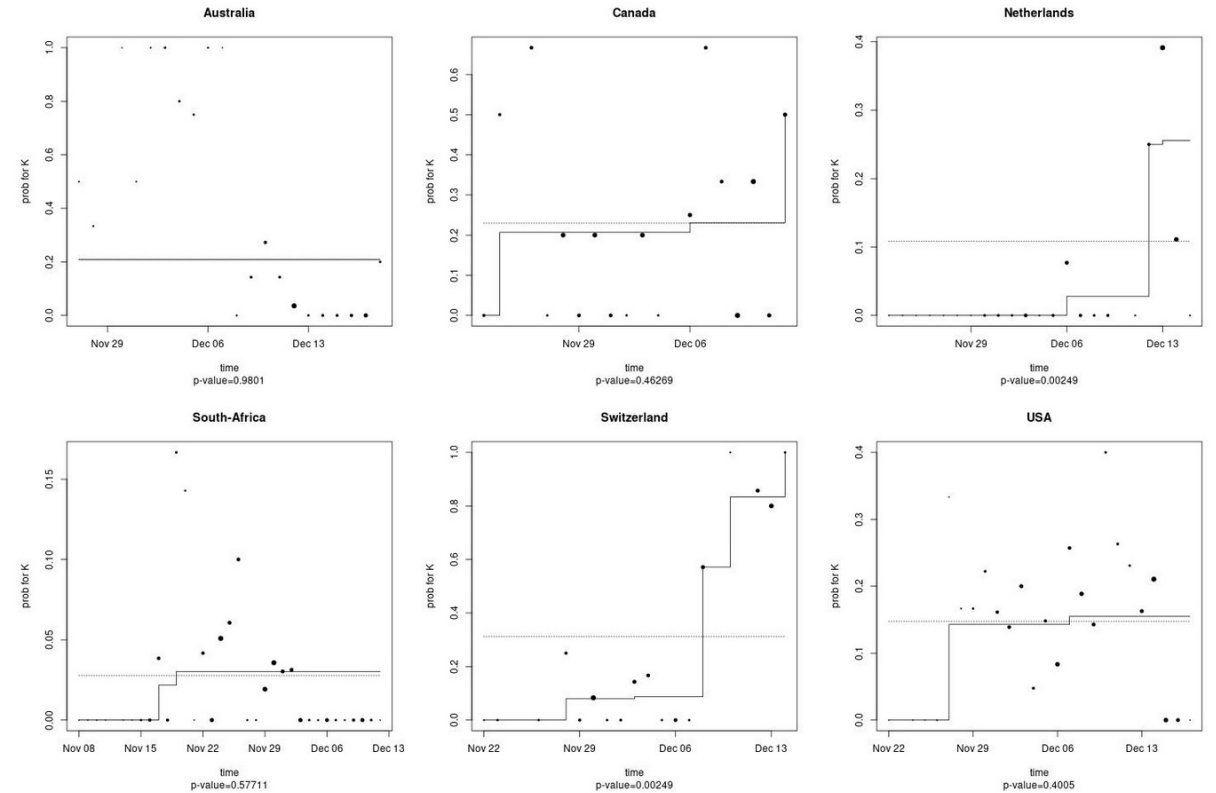 Australia
prob for K
1.0
0.8
0.6
0.4
0.2
0.0
Nov 29
Dec 06
Dec 13
time
p-value=0.9801
Canada
prob for K
0.6
0.5
0.4
0.3
0.2
0.1
0.0
Nov 29
Dec 06
time
p-value=0.46269
Netherlands
prob for K
0.4
0.3
0.2
0.1
0.0
Nov 29
Dec 06
Dec 13
time
p-value=0.00249
South-Africa
prob for K
0.15
0.10
0.05
0.00
Nov 08
Nov 15
Nov 22
Nov 29
Dec 06
Dec 13
time
p-value=0.57711
Switzerland
prob for K
1.0
0.8
0.6
0.4
0.2
0.0
Nov 22
Nov 29
Dec 06
Dec 13
time
p-value=0.00249
USA
prob for K
0.4
0.3
0.2
0.1
0.0
Nov 22
Nov 29
Dec 06
Dec 13
time
p-value=0.4005